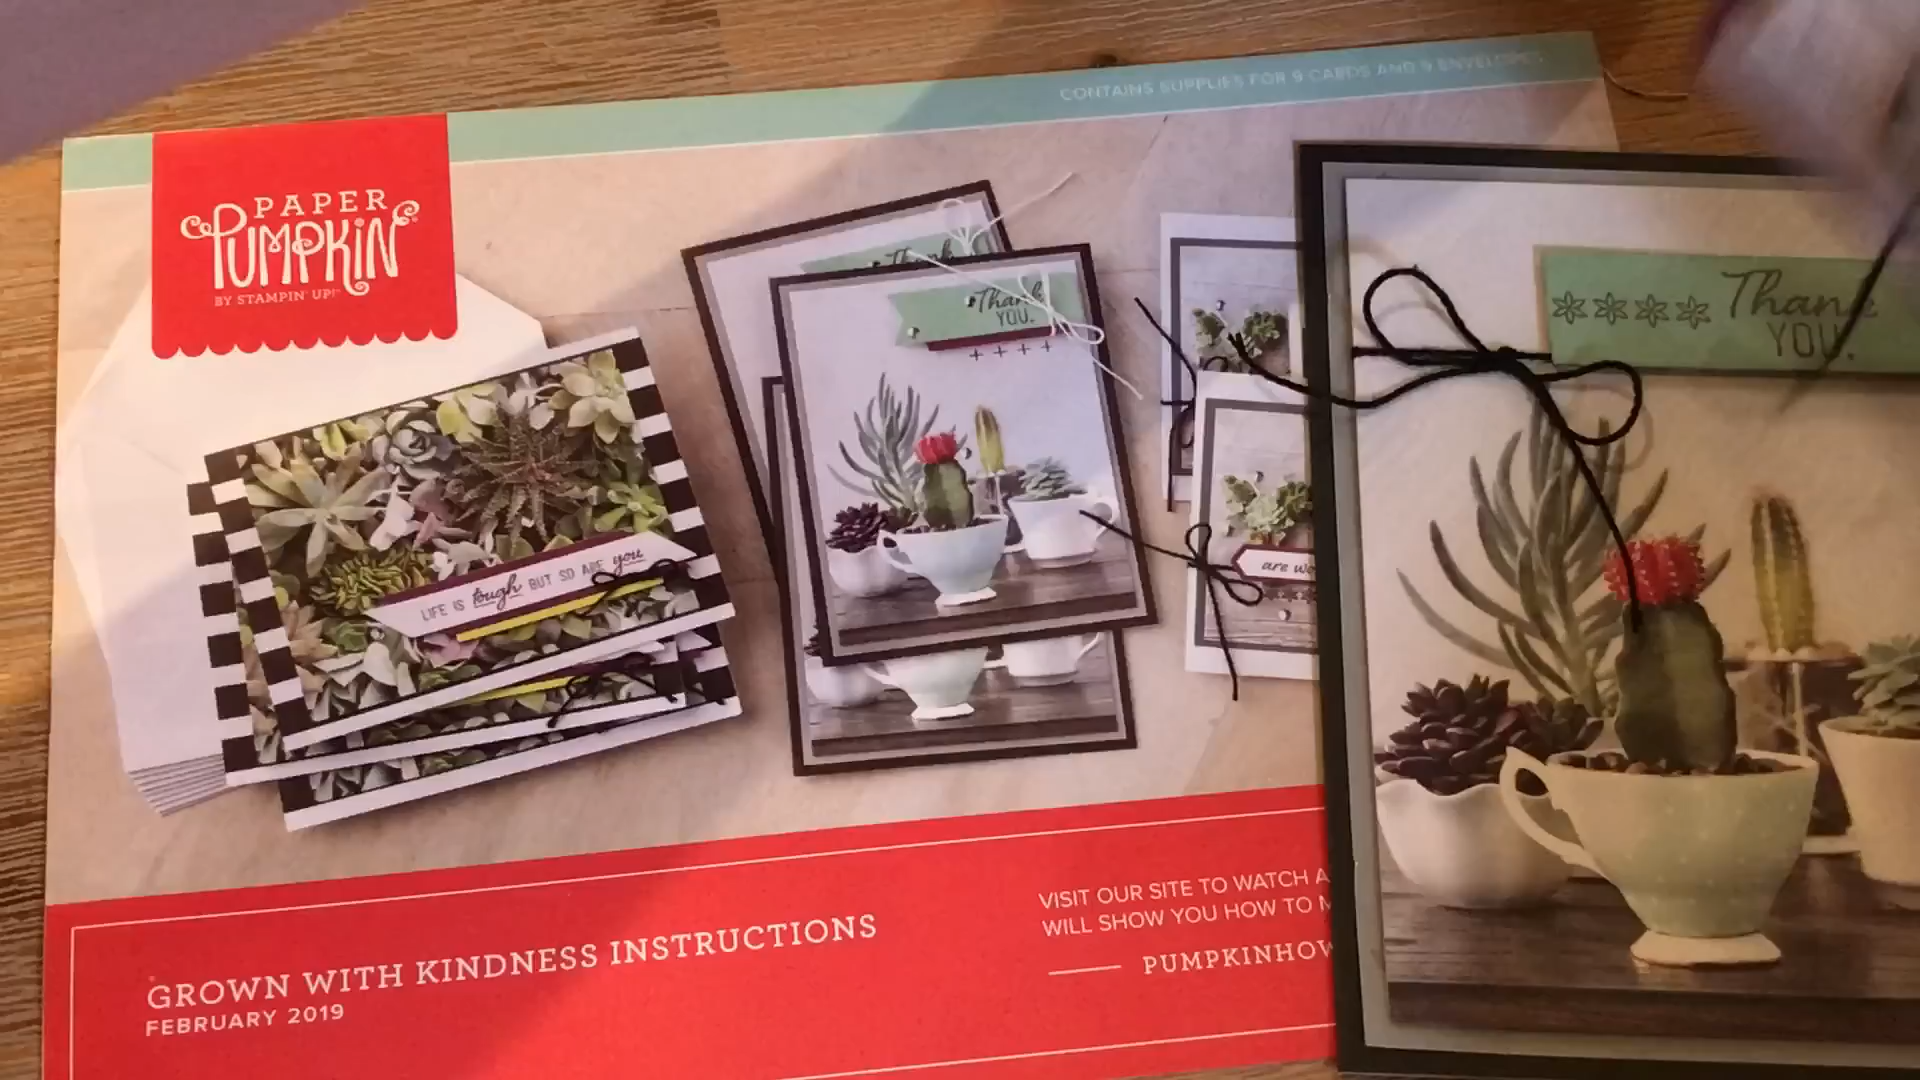 CONTAINS SUPPLIES FOR 9 CARDS AND 9 ENVELOPES
PAPER
PUMPKIN
BY STAMPIN' UP!
Thank
Thank
YOU.
Thank
YOU.
LIFE IS tough BUT SO ARE you
are
GROWN WITH KINDNESS INSTRUCTIONS
FEBRUARY 2019
VISIT OUR SITE TO WATCH A
WILL SHOW YOU HOW TO M
PUMPKINHOW